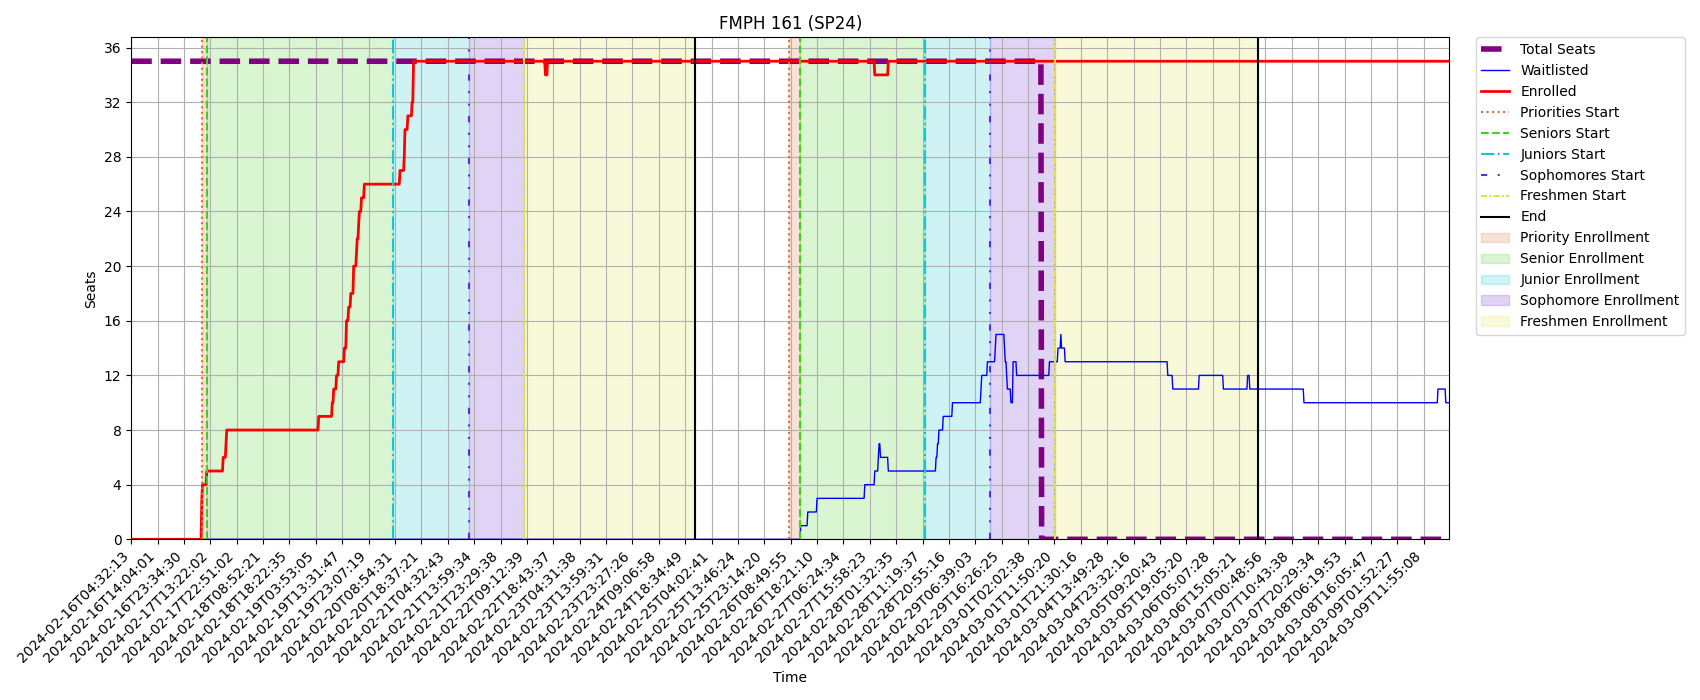 FMPH 161 (SP24)
Seats
36
32
28
24
20
16
12
8
4
0
2024-02-16T04:32:13
2024-02-16T14:04:01
2024-02-16T23:34:30
2024-02-17T13:22:02
2024-02-17T22:51:02
2024-02-18T08:52:21
2024-02-18T18:22:35
2024-02-19T03:53:05
2024-02-19T13:31:47
2024-02-19T23:07:19
2024-02-20T08:54:31
2024-02-20T18:37:21
2024-02-21T04:32:43
2024-02-21T13:59:34
2024-02-21T23:29:38
2024-02-22T09:12:39
2024-02-22T18:43:37
2024-02-23T04:31:38
2024-02-23T13:59:31
2024-02-23T23:27:26
2024-02-24T09:06:58
2024-02-24T18:34:49
2024-02-25T04:02:41
2024-02-25T13:46:24
2024-02-25T23:14:20
2024-02-26T08:49:55
2024-02-26T18:21:10
2024-02-27T06:24:34
2024-02-27T15:58:23
2024-02-28T01:32:35
2024-02-28T11:19:37
2024-02-28T20:55:16
2024-02-29T06:39:03
2024-02-29T16:26:25
2024-03-01T02:02:38
2024-03-01T11:50:20
2024-03-01T21:30:16
2024-03-04T13:49:28
2024-03-04T23:32:16
2024-03-05T09:20:43
2024-03-05T19:05:20
2024-03-06T05:07:28
2024-03-06T15:05:21
2024-03-07T00:48:56
2024-03-07T10:43:38
2024-03-07T20:29:34
2024-03-08T06:19:53
2024-03-08T16:05:47
2024-03-09T01:52:27
2024-03-09T11:55:08
Time
Total Seats
Waitlisted
Enrolled
Priorities Start
Seniors Start
Juniors Start
Sophomores Start
Freshmen Start
End
Priority Enrollment
Senior Enrollment
Junior Enrollment
Sophomore Enrollment
Freshmen Enrollment